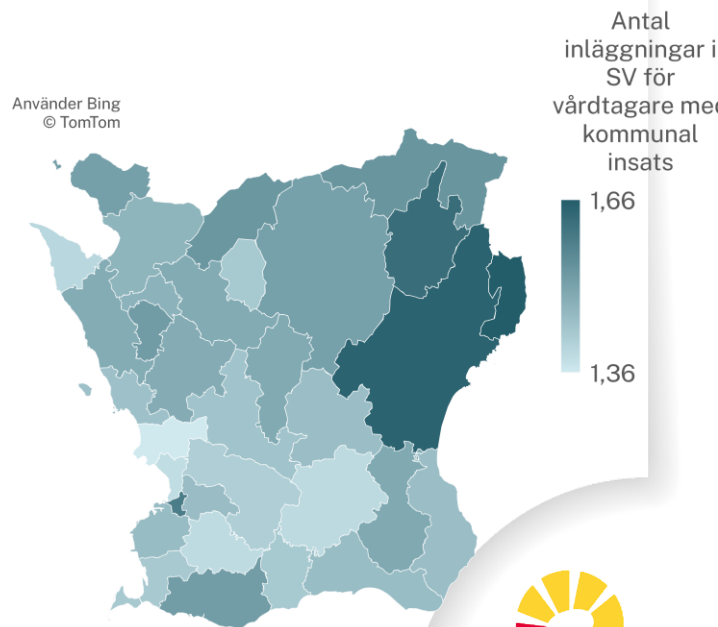 Antal
inläggningar i
SV för
vårdtagare med
kommunal
insats
Använder Bing
© TomTom
1,66
1,36